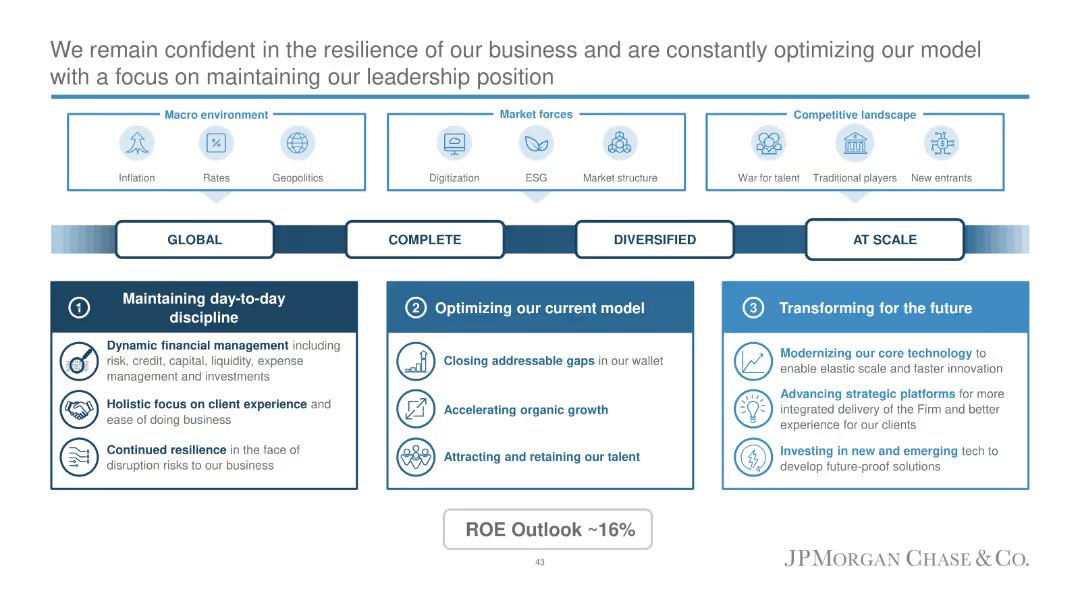 We remain confident in the resilience of our business and are constantly optimizing our model
with a focus on maintaining our leadership position
Macro environment
Inflation
Rates
Geopolitics
Market forces
Digitization
ESG
Market structure
Competitive landscape
War for talent
Traditional players
New entrants
GLOBAL
COMPLETE
DIVERSIFIED
AT SCALE
1
Maintaining day-to-day
discipline
Dynamic financial management including
risk, credit, capital, liquidity, expense
management and investments
Holistic focus on client experience and
ease of doing business
Continued resilience in the face of
disruption risks to our business
2
Optimizing our current model
Closing addressable gaps in our wallet
Accelerating organic growth
Attracting and retaining our talent
3
Transforming for the future
Modernizing our core technology to
enable elastic scale and faster innovation
Advancing strategic platforms for more
integrated delivery of the Firm and better
experience for our clients
Investing in new and emerging tech to
develop future-proof solutions
ROE Outlook ~16%
43
JPMORGAN CHASE & CO.